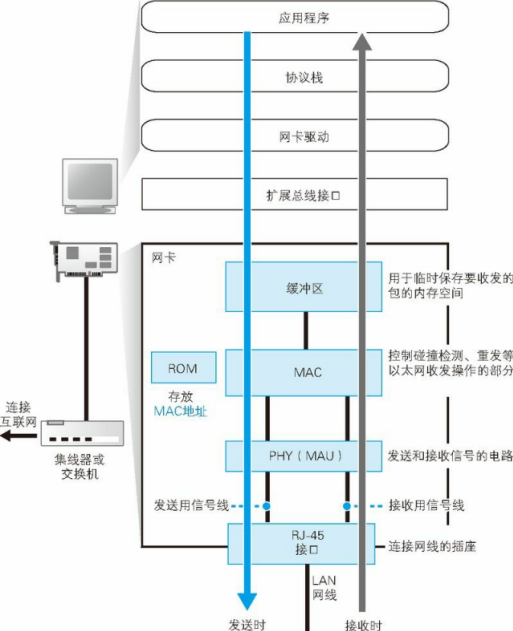 应用程序
协议栈
网卡驱动
扩展总线接口
网卡
缓冲区
用于临时保存要收发的
包的内存空间
ROM
存放
MAC地址
MAC
控制碰撞检测、重发等
以太网收发操作的部分
连接
互联网
集线器或
交换机
PHY（MAU）
发送和接收信号的电路
发送用信号线
接收用信号线
RJ-45
接口
连接网线的插座
LAN
网线
发送时
接收时